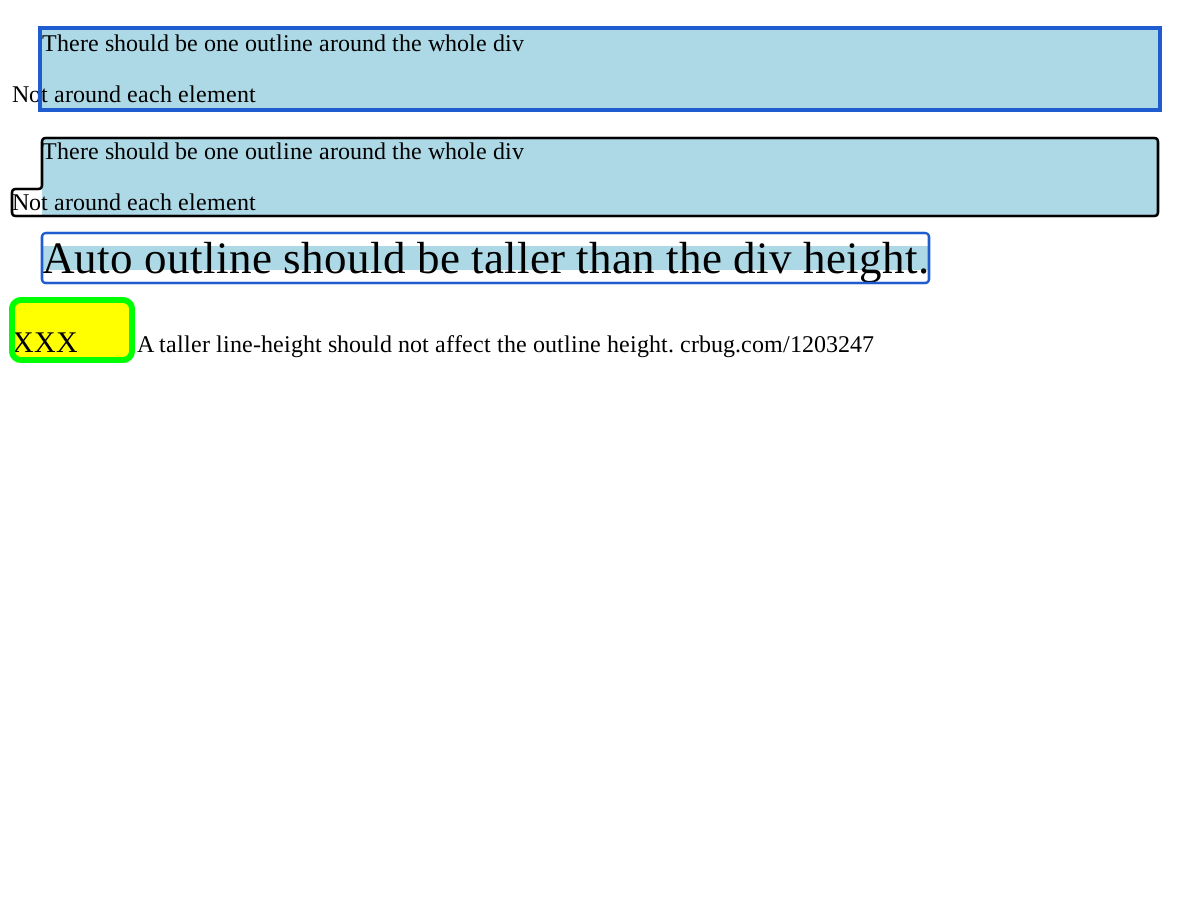 There should be one outline around the whole div
Not around each element
There should be one outline around the whole div
Not around each element
Auto outline should be taller than the div height.
XXX A taller line-height should not affect the outline height. crbug.com/1203247